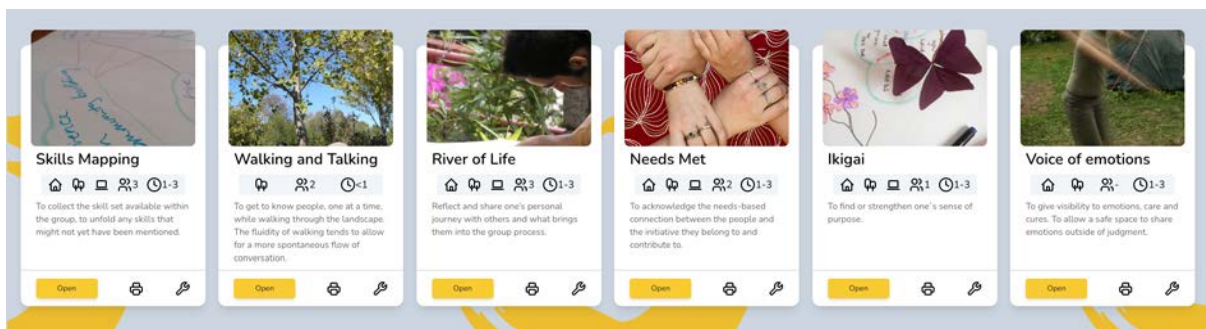 Skills Mapping
3 1-3
To collect the skill set available within
the group, to unfold any skills that
might not yet have been mentioned.
Open
Walking and Talking
2 <1
To get to know people, one at a time,
while walking through the landscape.
The fluidity of walking tends to allow
for a more spontaneous flow of
conversation.
Open
River of Life
3 1-3
Reflect and share one's personal
journey with others and what brings
them into the group process.
Open
Needs Met
2 1-3
To acknowledge the needs-based
connection between the people and
the initiative they belong to and
contribute to.
Open
Ikigai
1 1-3
To find or strengthen one´s sense of
purpose.
Open
Voice of emotions
- 1-3
To give visibility to emotions, care and
cures. To allow a safe space to share
emotions outside of judgment.
Open